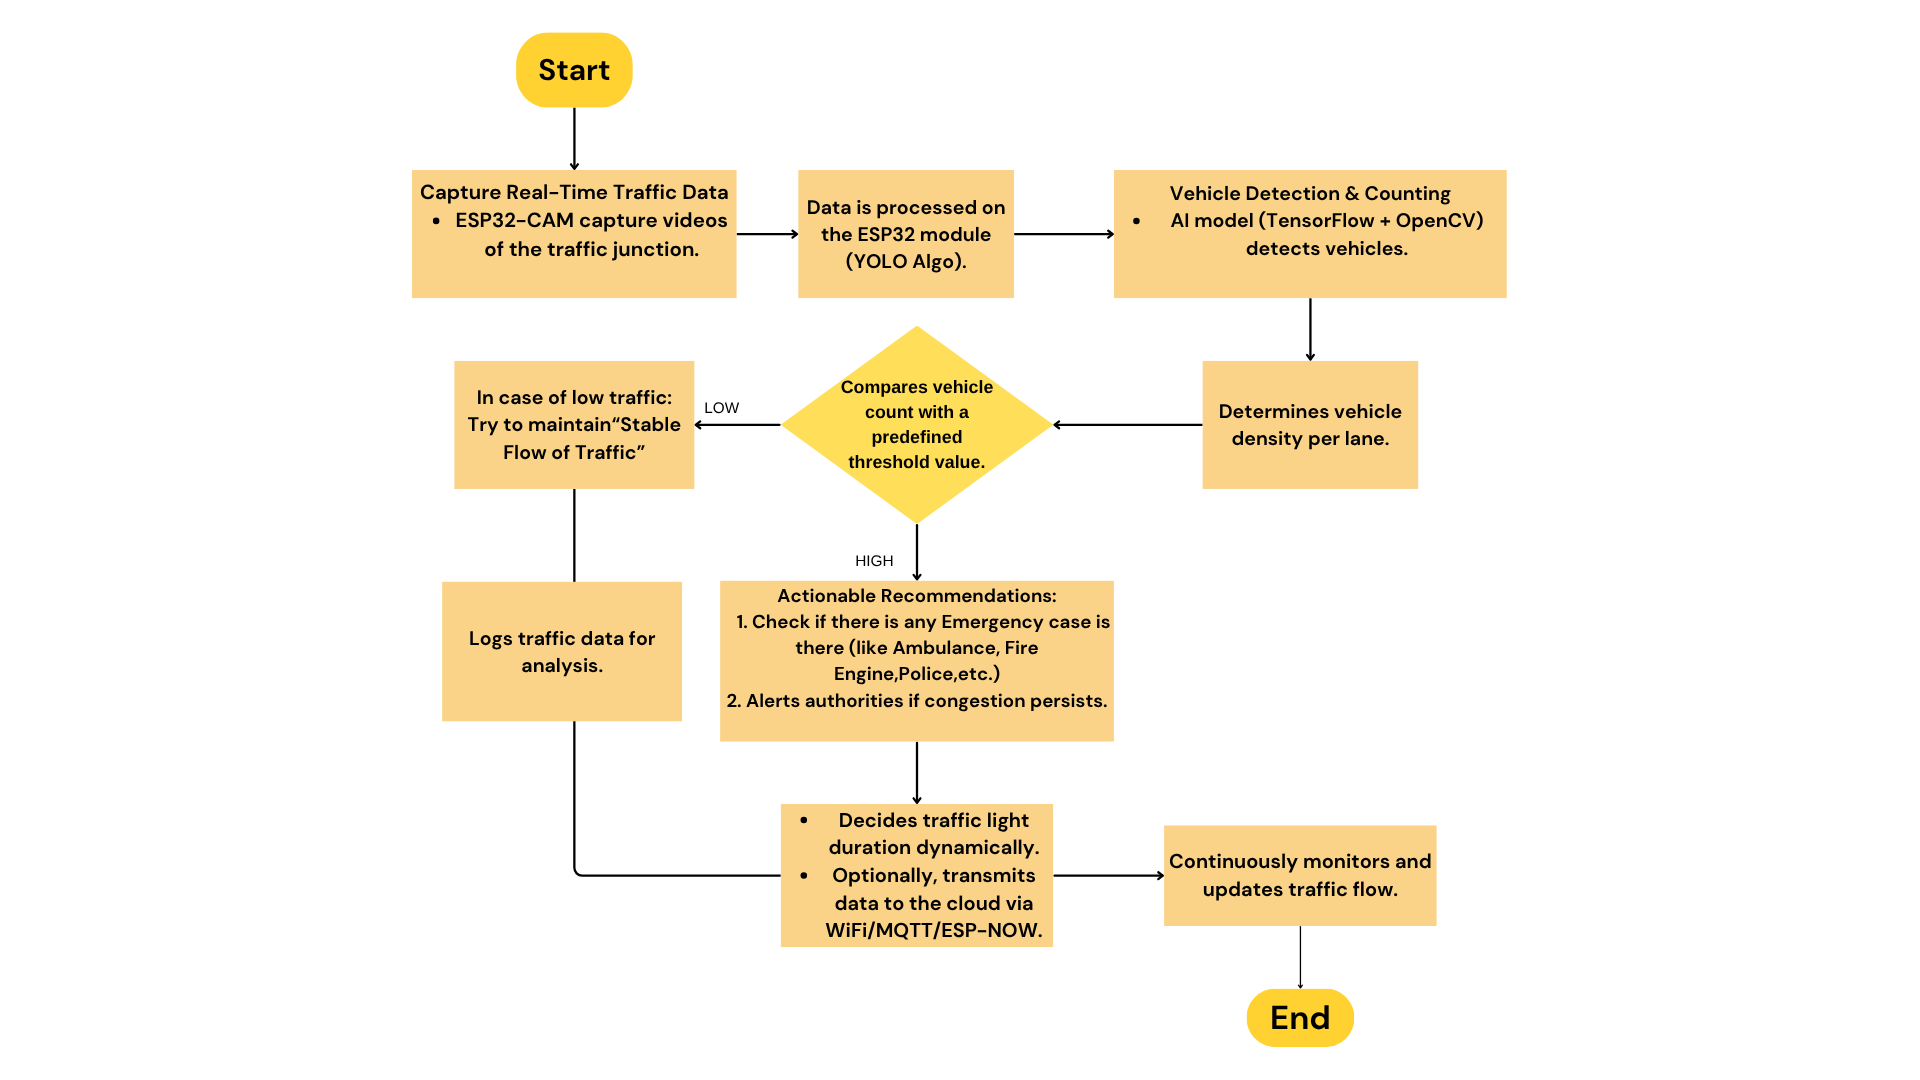 Start
Capture Real-Time Traffic Data
• ESP32-CAM capture videos
of the traffic junction.
Data is processed on
the ESP32 module
(YOLO Algo).
Vehicle Detection & Counting
• AI model (TensorFlow + OpenCV)
detects vehicles.
In case of low traffic:
Try to maintain“Stable
Flow of Traffic”
LOW
Compares vehicle
count with a
predefined
threshold value.
Determines vehicle
density per lane.
HIGH
Logs traffic data for
analysis.
Actionable Recommendations:
1. Check if there is any Emergency case is
there (like Ambulance, Fire
Engine,Police,etc.)
2. Alerts authorities if congestion persists.
• Decides traffic light
duration dynamically.
• Optionally, transmits
data to the cloud via
WiFi/MQTT/ESP-NOW.
Continuously monitors and
updates traffic flow.
End